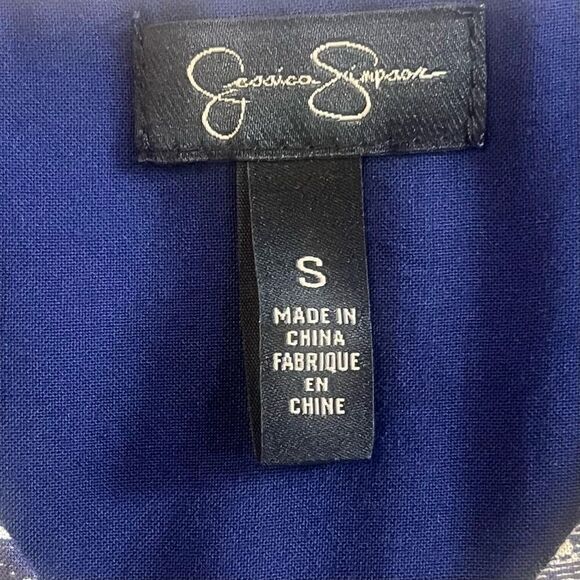 Jessica Simpson
S
MADE IN
CHINA
FABRIQUE
EN
CHINE